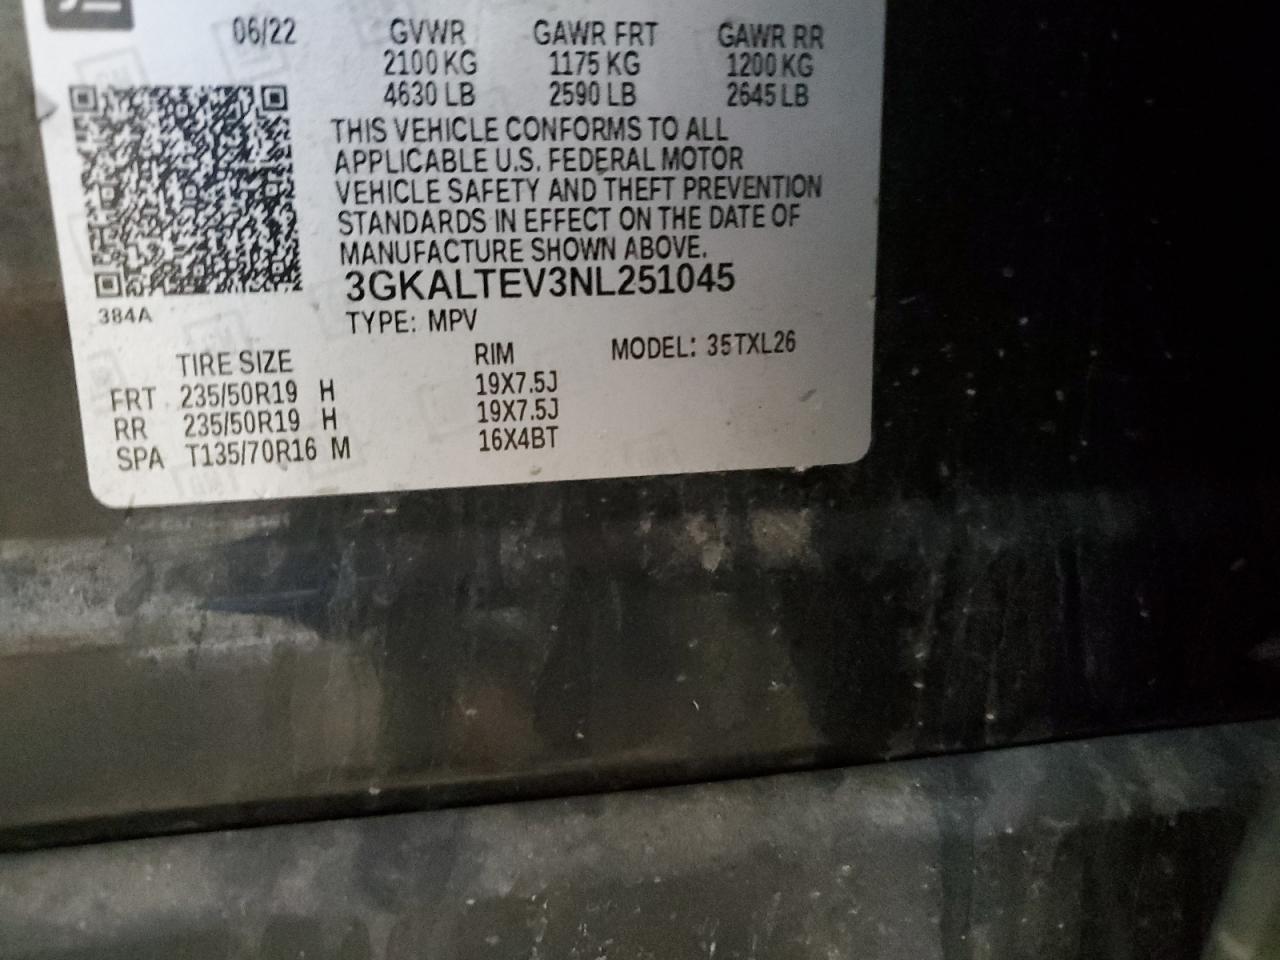 06/22 GVWR GAWR FRT GAWR RR
2100 KG 1175 KG 1200 KG
4630 LB 2590 LB 2645 LB
THIS VEHICLE CONFORMS TO ALL
APPLICABLE U.S. FEDERAL MOTOR
VEHICLE SAFETY AND THEFT PREVENTION
STANDARDS IN EFFECT ON THE DATE OF
MANUFACTURE SHOWN ABOVE.
3GKALTEV3NL251045
384A
TYPE: MPV
TIRE SIZE RIM MODEL: 35TXL26
FRT 235/50R19 H 19X7.5J
RR 235/50R19 H 19X7.5J
SPA T135/70R16 M 16X4BT